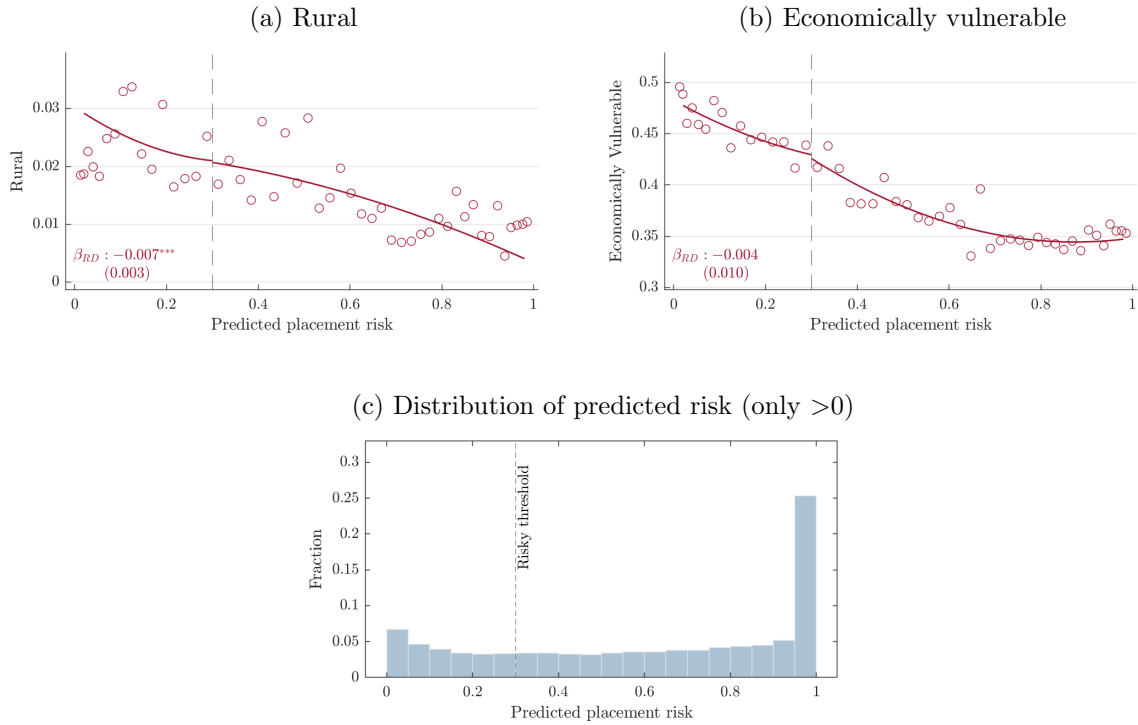 (a) Rural
0.03
0.02
0.01
0
Rural
β_RD : −0.007***
(0.003)
0 0.2 0.4 0.6 0.8 1
Predicted placement risk
(b) Economically vulnerable
0.5
0.45
0.4
0.35
0.3
Economically Vulnerable
β_RD : −0.004
(0.010)
0 0.2 0.4 0.6 0.8 1
Predicted placement risk
(c) Distribution of predicted risk (only >0)
0.3
0.25
0.2
0.15
0.1
0.05
0
Fraction
Risky threshold
0 0.2 0.4 0.6 0.8 1
Predicted placement risk